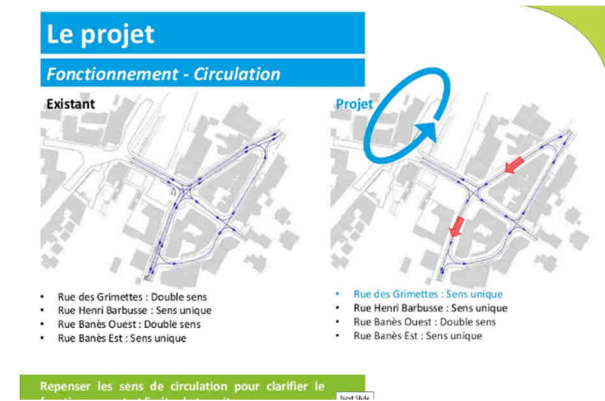 Le projet
Fonctionnement - Circulation
Existant
Projet
• Rue des Grimettes : Double sens
• Rue Henri Barbusse : Sens unique
• Rue Banès Ouest : Double sens
• Rue Banès Est : Sens unique
• Rue des Grimettes : Sens unique
• Rue Henri Barbusse : Sens unique
• Rue Banès Ouest : Double sens
• Rue Banès Est : Sens unique
Repenser les sens de circulation pour clarifier le
Next Slide